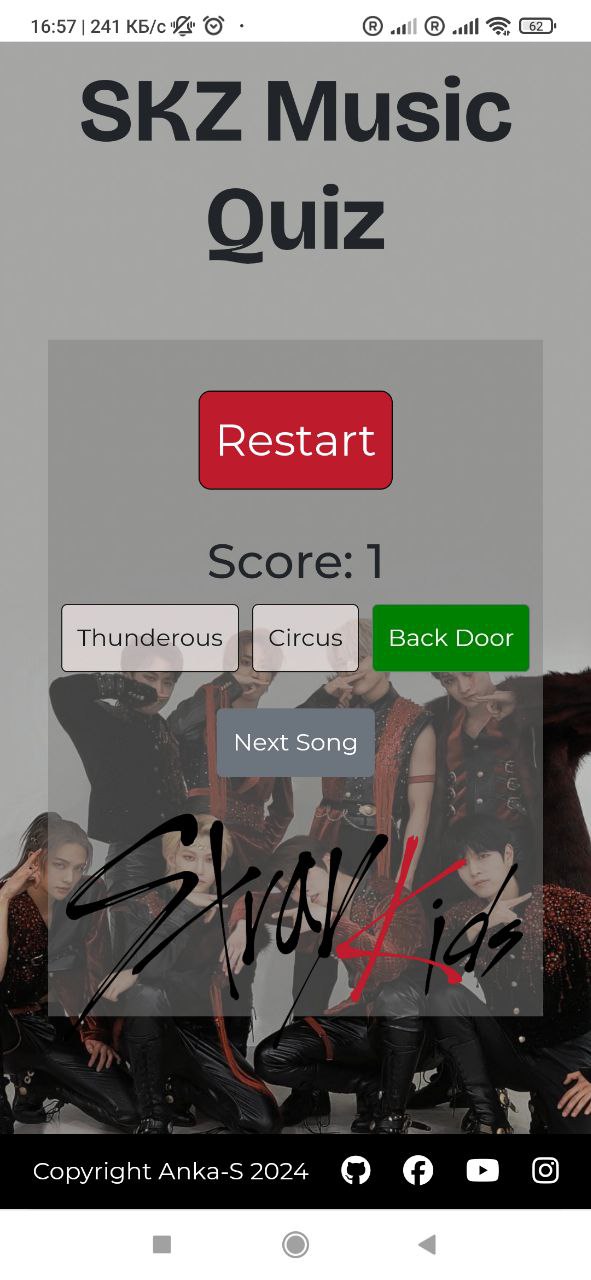 16:57 | 241 КБ/с
62
SKZ Music
Quiz
Restart
Score: 1
Thunderous
Circus
Back Door
Next Song
Stray Kids
Copyright Anka-S 2024